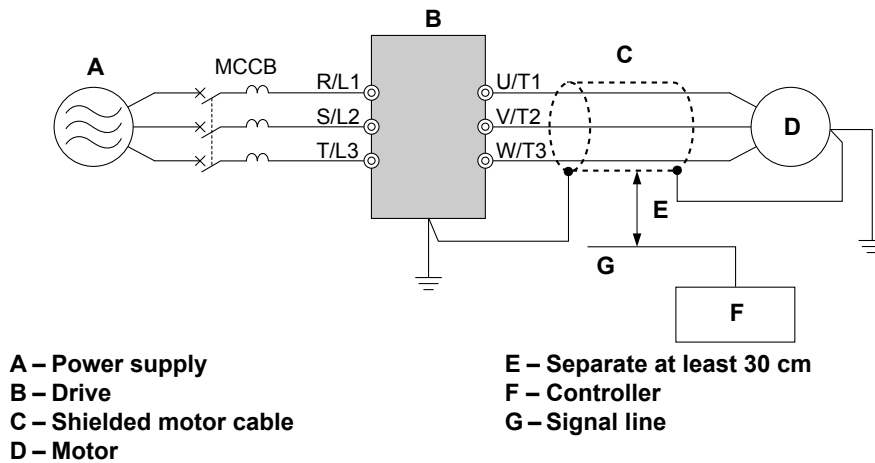 B
A
MCCB
C
R/L1
U/T1
S/L2
V/T2
D
T/L3
W/T3
E
G
F
A – Power supply
B – Drive
C – Shielded motor cable
D – Motor
E – Separate at least 30 cm
F – Controller
G – Signal line